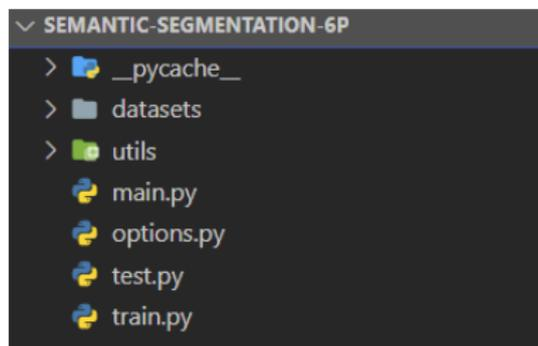 SEMANTIC-SEGMENTATION-6P
__pycache__
datasets
utils
main.py
options.py
test.py
train.py